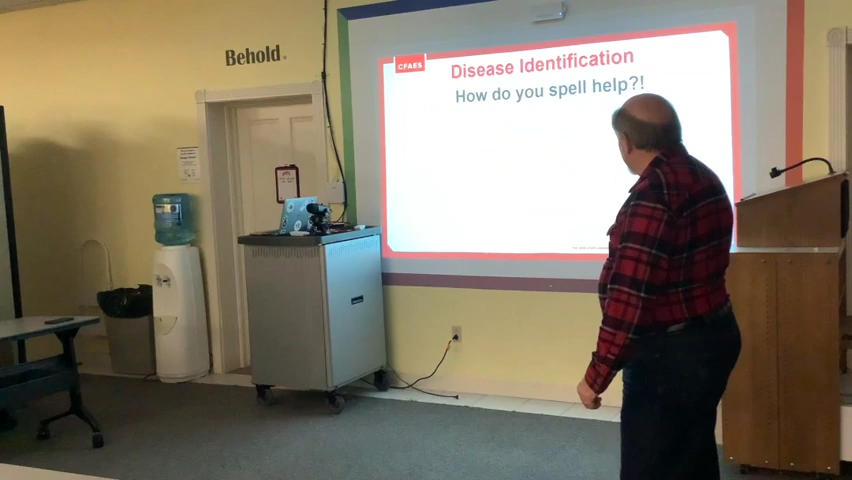 Behold.
CFAES
Disease Identification
How do you spell help?!